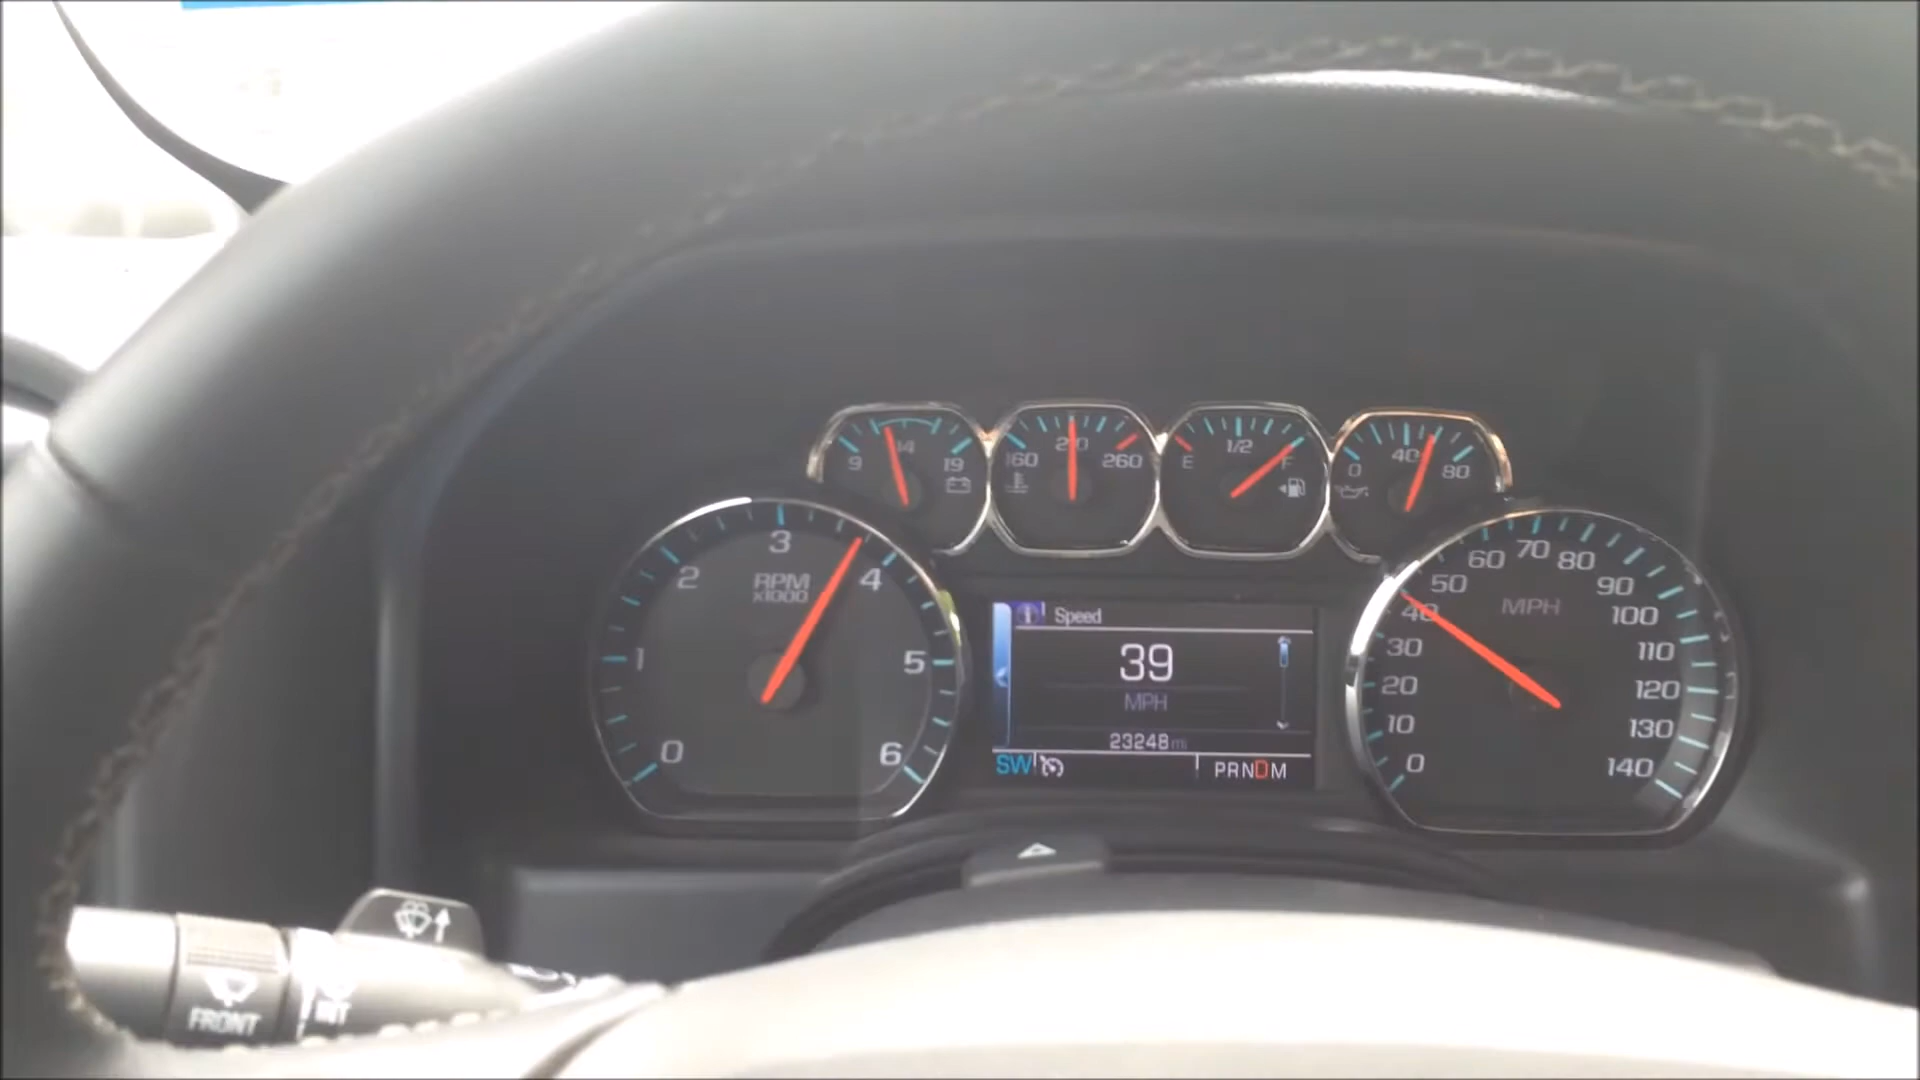 9 14 19
160 210 260
E 1/2 F
0 40 80
0 1 2 3 4 5 6
RPM
x1000
Speed
39
MPH
23248 mi
SW
PRNDM
0 10 20 30 40 50 60 70 80 90 100 110 120 130 140
MPH
FRONT
INT